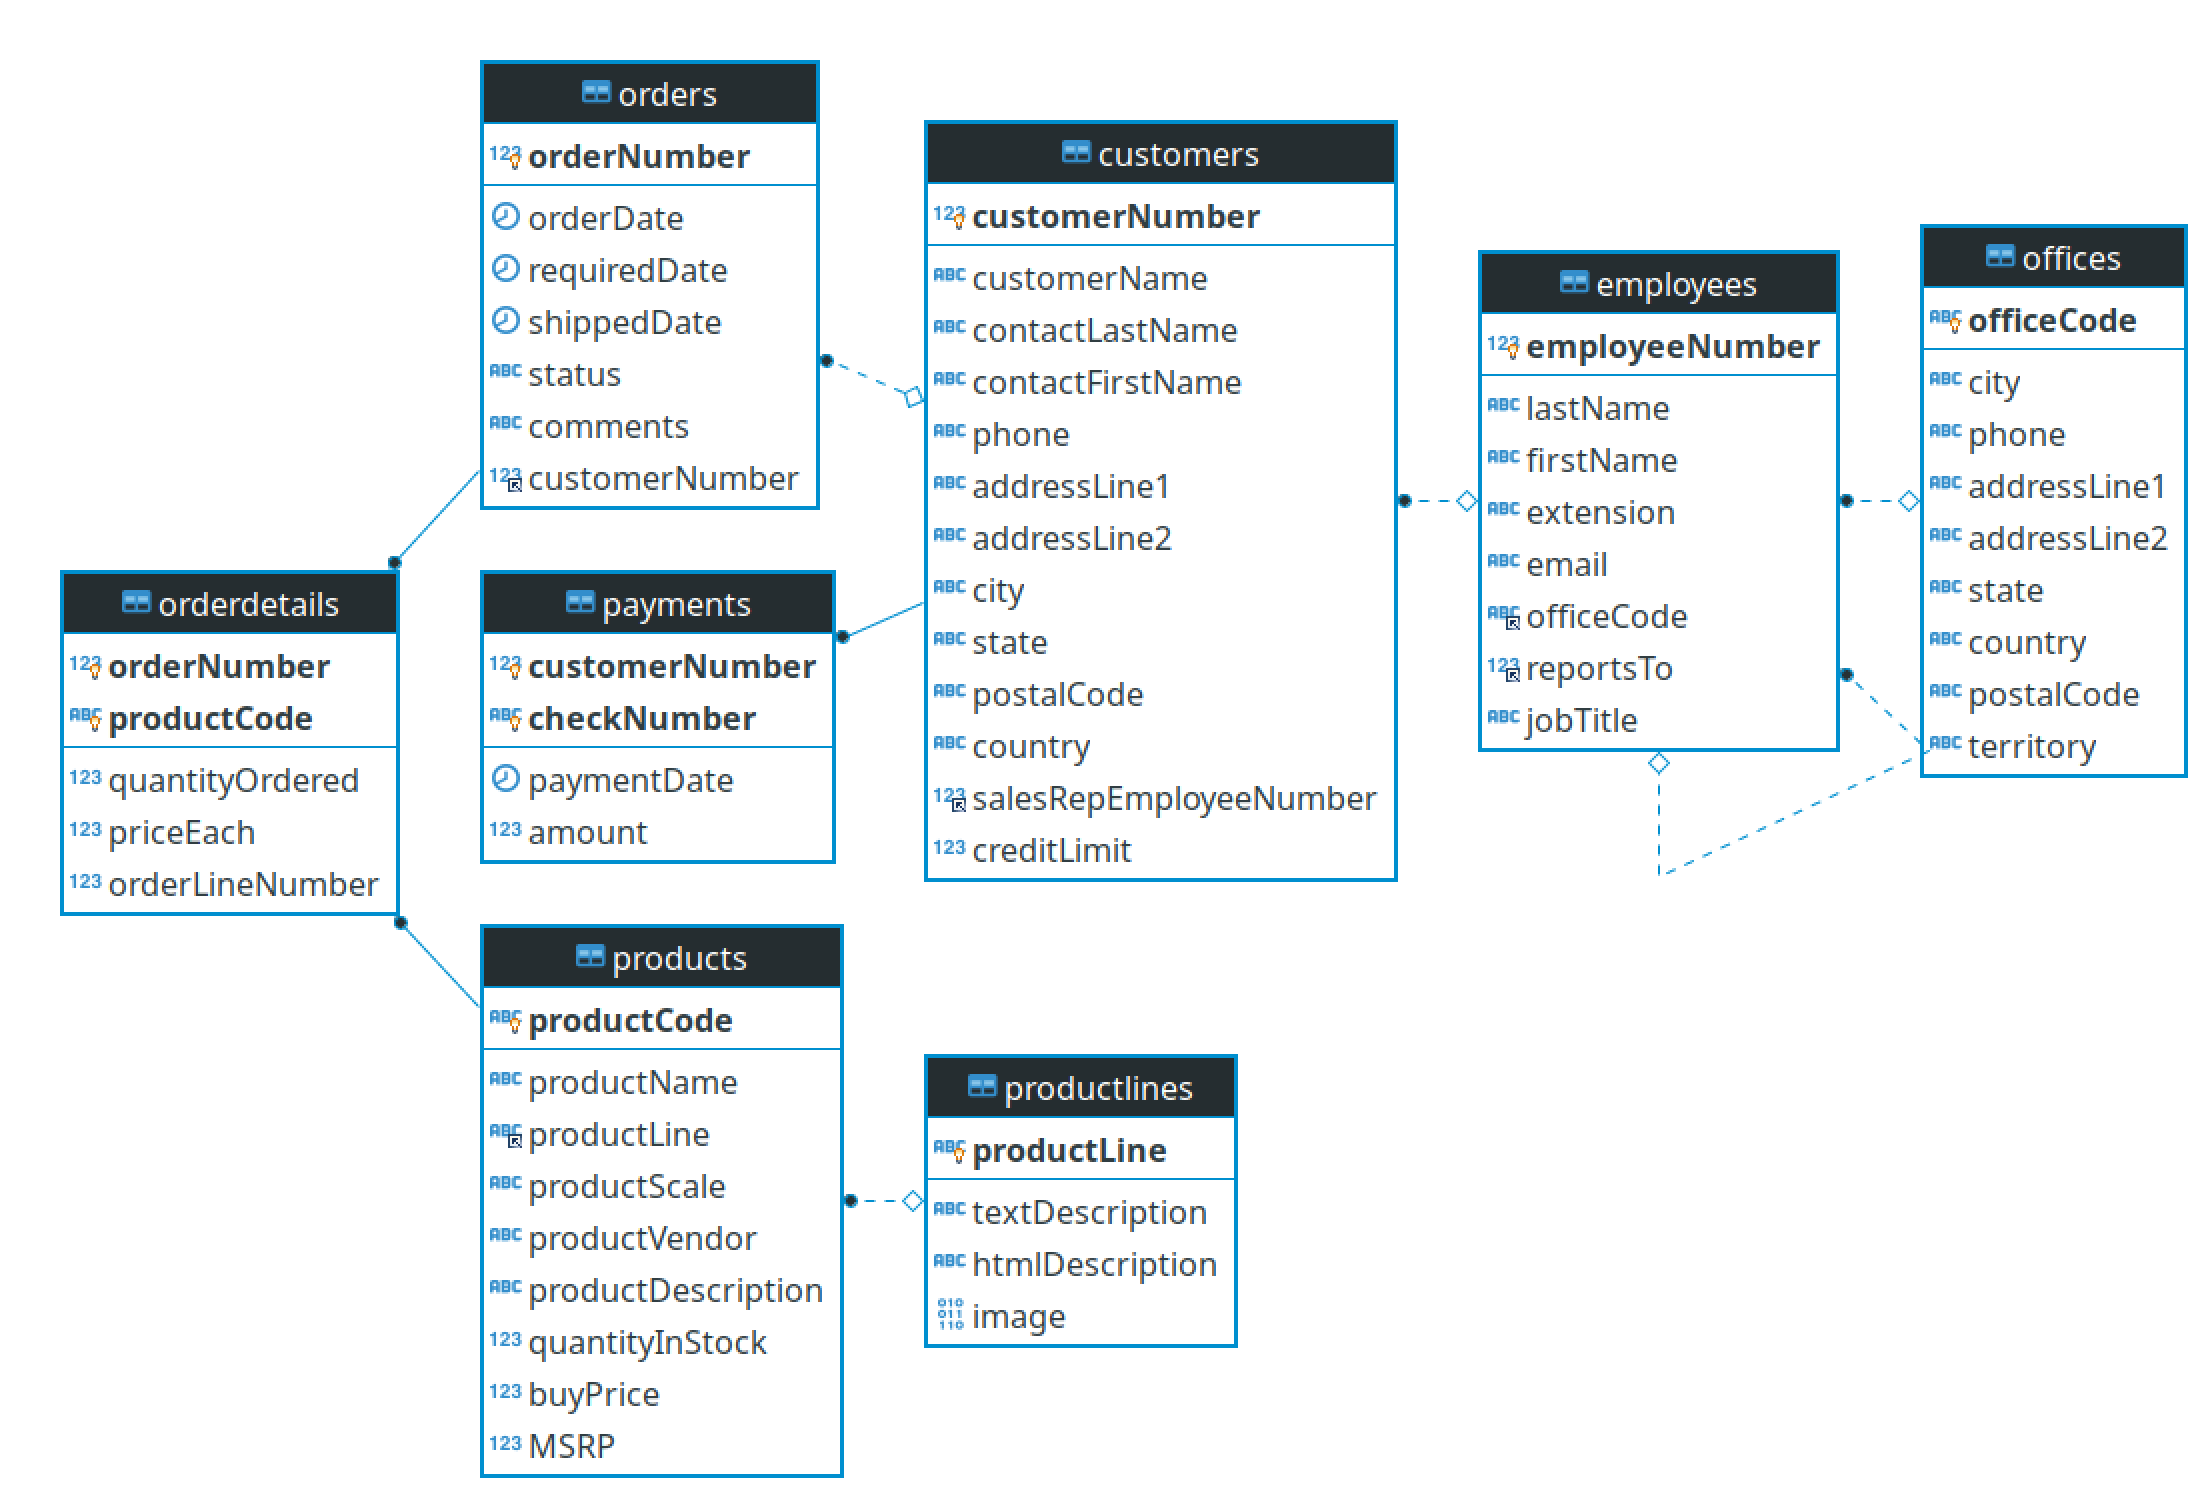 orders
123 orderNumber
orderDate
requiredDate
shippedDate
ABC status
ABC comments
123 customerNumber
customers
123 customerNumber
ABC customerName
ABC contactLastName
ABC contactFirstName
ABC phone
ABC addressLine1
ABC addressLine2
ABC city
ABC state
ABC postalCode
ABC country
123 salesRepEmployeeNumber
123 creditLimit
employees
123 employeeNumber
ABC lastName
ABC firstName
ABC extension
ABC email
ABC officeCode
123 reportsTo
ABC jobTitle
offices
ABC officeCode
ABC city
ABC phone
ABC addressLine1
ABC addressLine2
ABC state
ABC country
ABC postalCode
ABC territory
orderdetails
123 orderNumber
ABC productCode
123 quantityOrdered
123 priceEach
123 orderLineNumber
payments
123 customerNumber
ABC checkNumber
paymentDate
123 amount
products
ABC productCode
ABC productName
ABC productLine
ABC productScale
ABC productVendor
ABC productDescription
123 quantityInStock
123 buyPrice
123 MSRP
productlines
ABC productLine
ABC textDescription
ABC htmlDescription
010
011
110 image